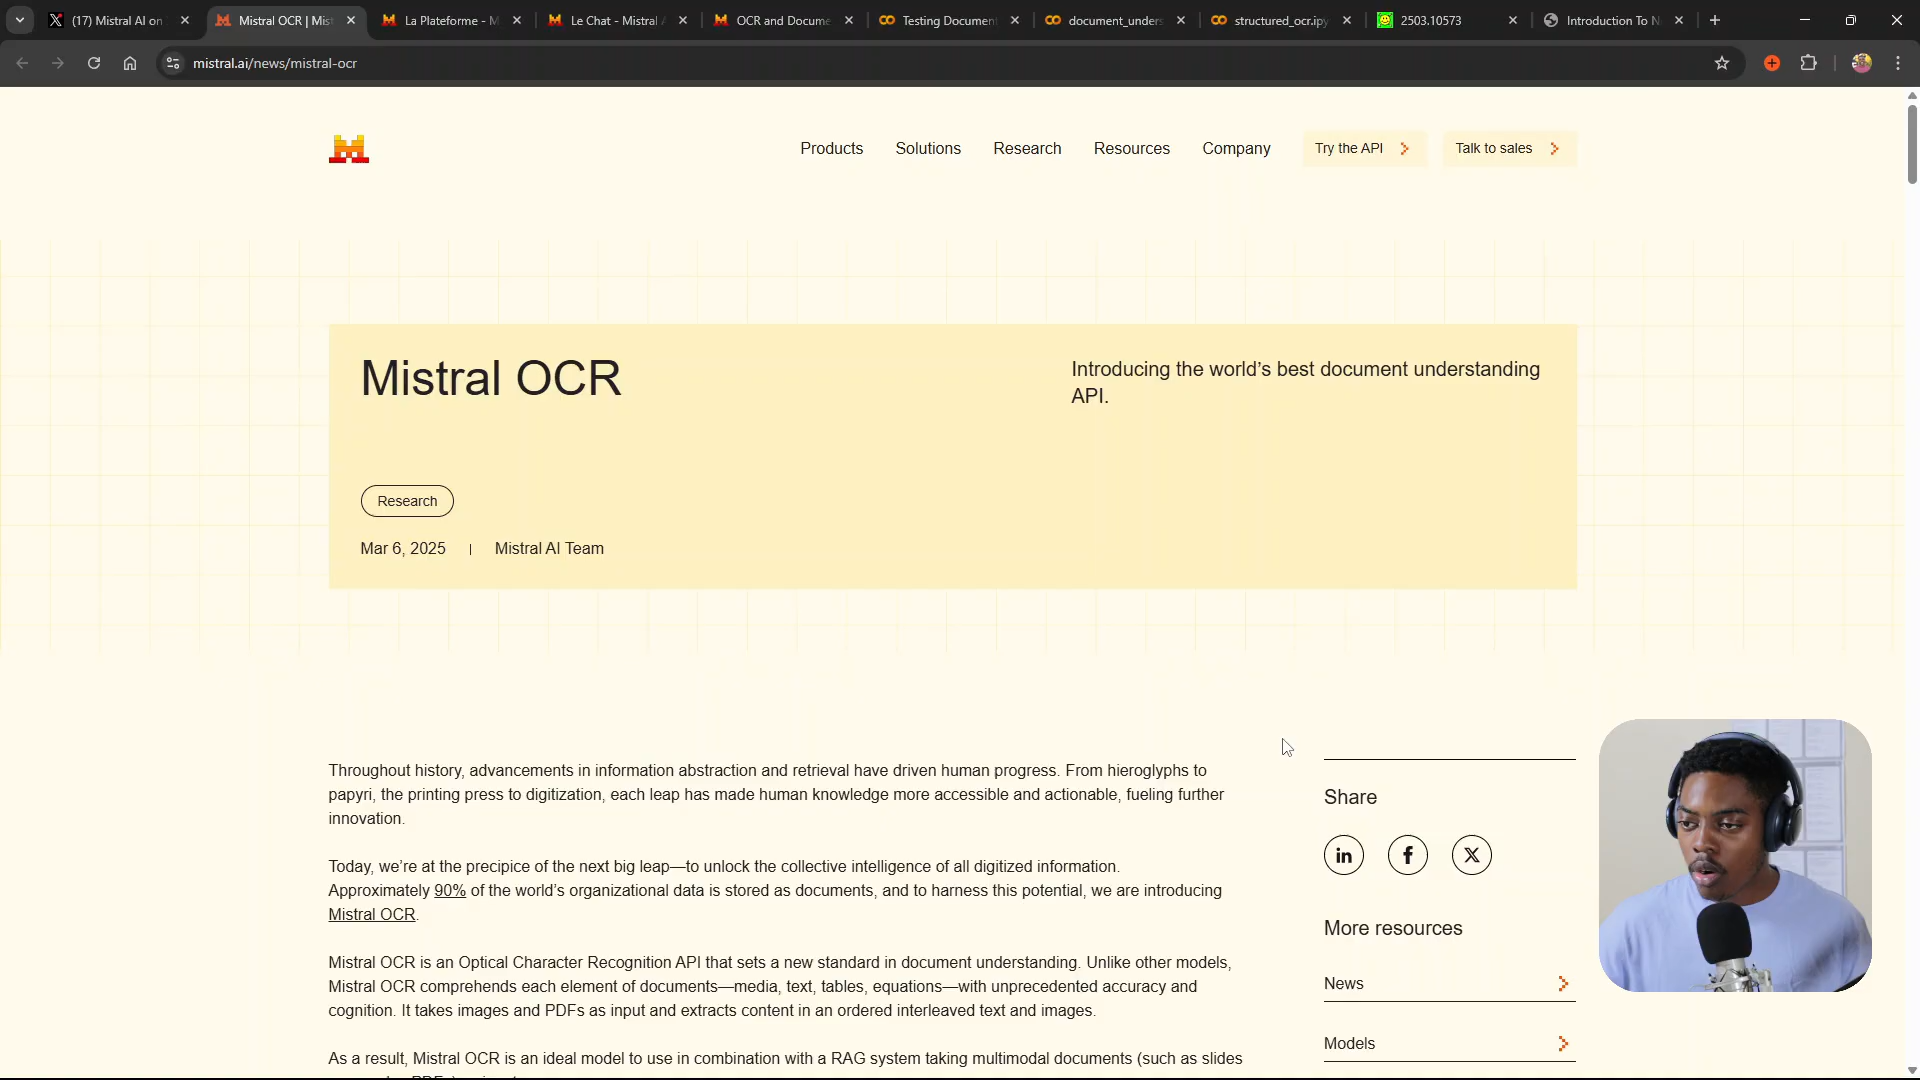 (17) Mistral AI on
Mistral OCR | Mis
La Plateforme - M
Le Chat - Mistral A
OCR and Docume
Testing Document
document_unders
structured_ocr.ipy
2503.10573
Introduction To N
mistral.ai/news/mistral-ocr
Products
Solutions
Research
Resources
Company
Try the API
Talk to sales
Mistral OCR
Introducing the world’s best document understanding
API.
Research
Mar 6, 2025 | Mistral AI Team
Throughout history, advancements in information abstraction and retrieval have driven human progress. From hieroglyphs to
papyri, the printing press to digitization, each leap has made human knowledge more accessible and actionable, fueling further
innovation.
Today, we’re at the precipice of the next big leap—to unlock the collective intelligence of all digitized information.
Approximately 90% of the world’s organizational data is stored as documents, and to harness this potential, we are introducing
Mistral OCR.
Mistral OCR is an Optical Character Recognition API that sets a new standard in document understanding. Unlike other models,
Mistral OCR comprehends each element of documents—media, text, tables, equations—with unprecedented accuracy and
cognition. It takes images and PDFs as input and extracts content in an ordered interleaved text and images.
As a result, Mistral OCR is an ideal model to use in combination with a RAG system taking multimodal documents (such as slides
Share
in
f
X
More resources
News
Models